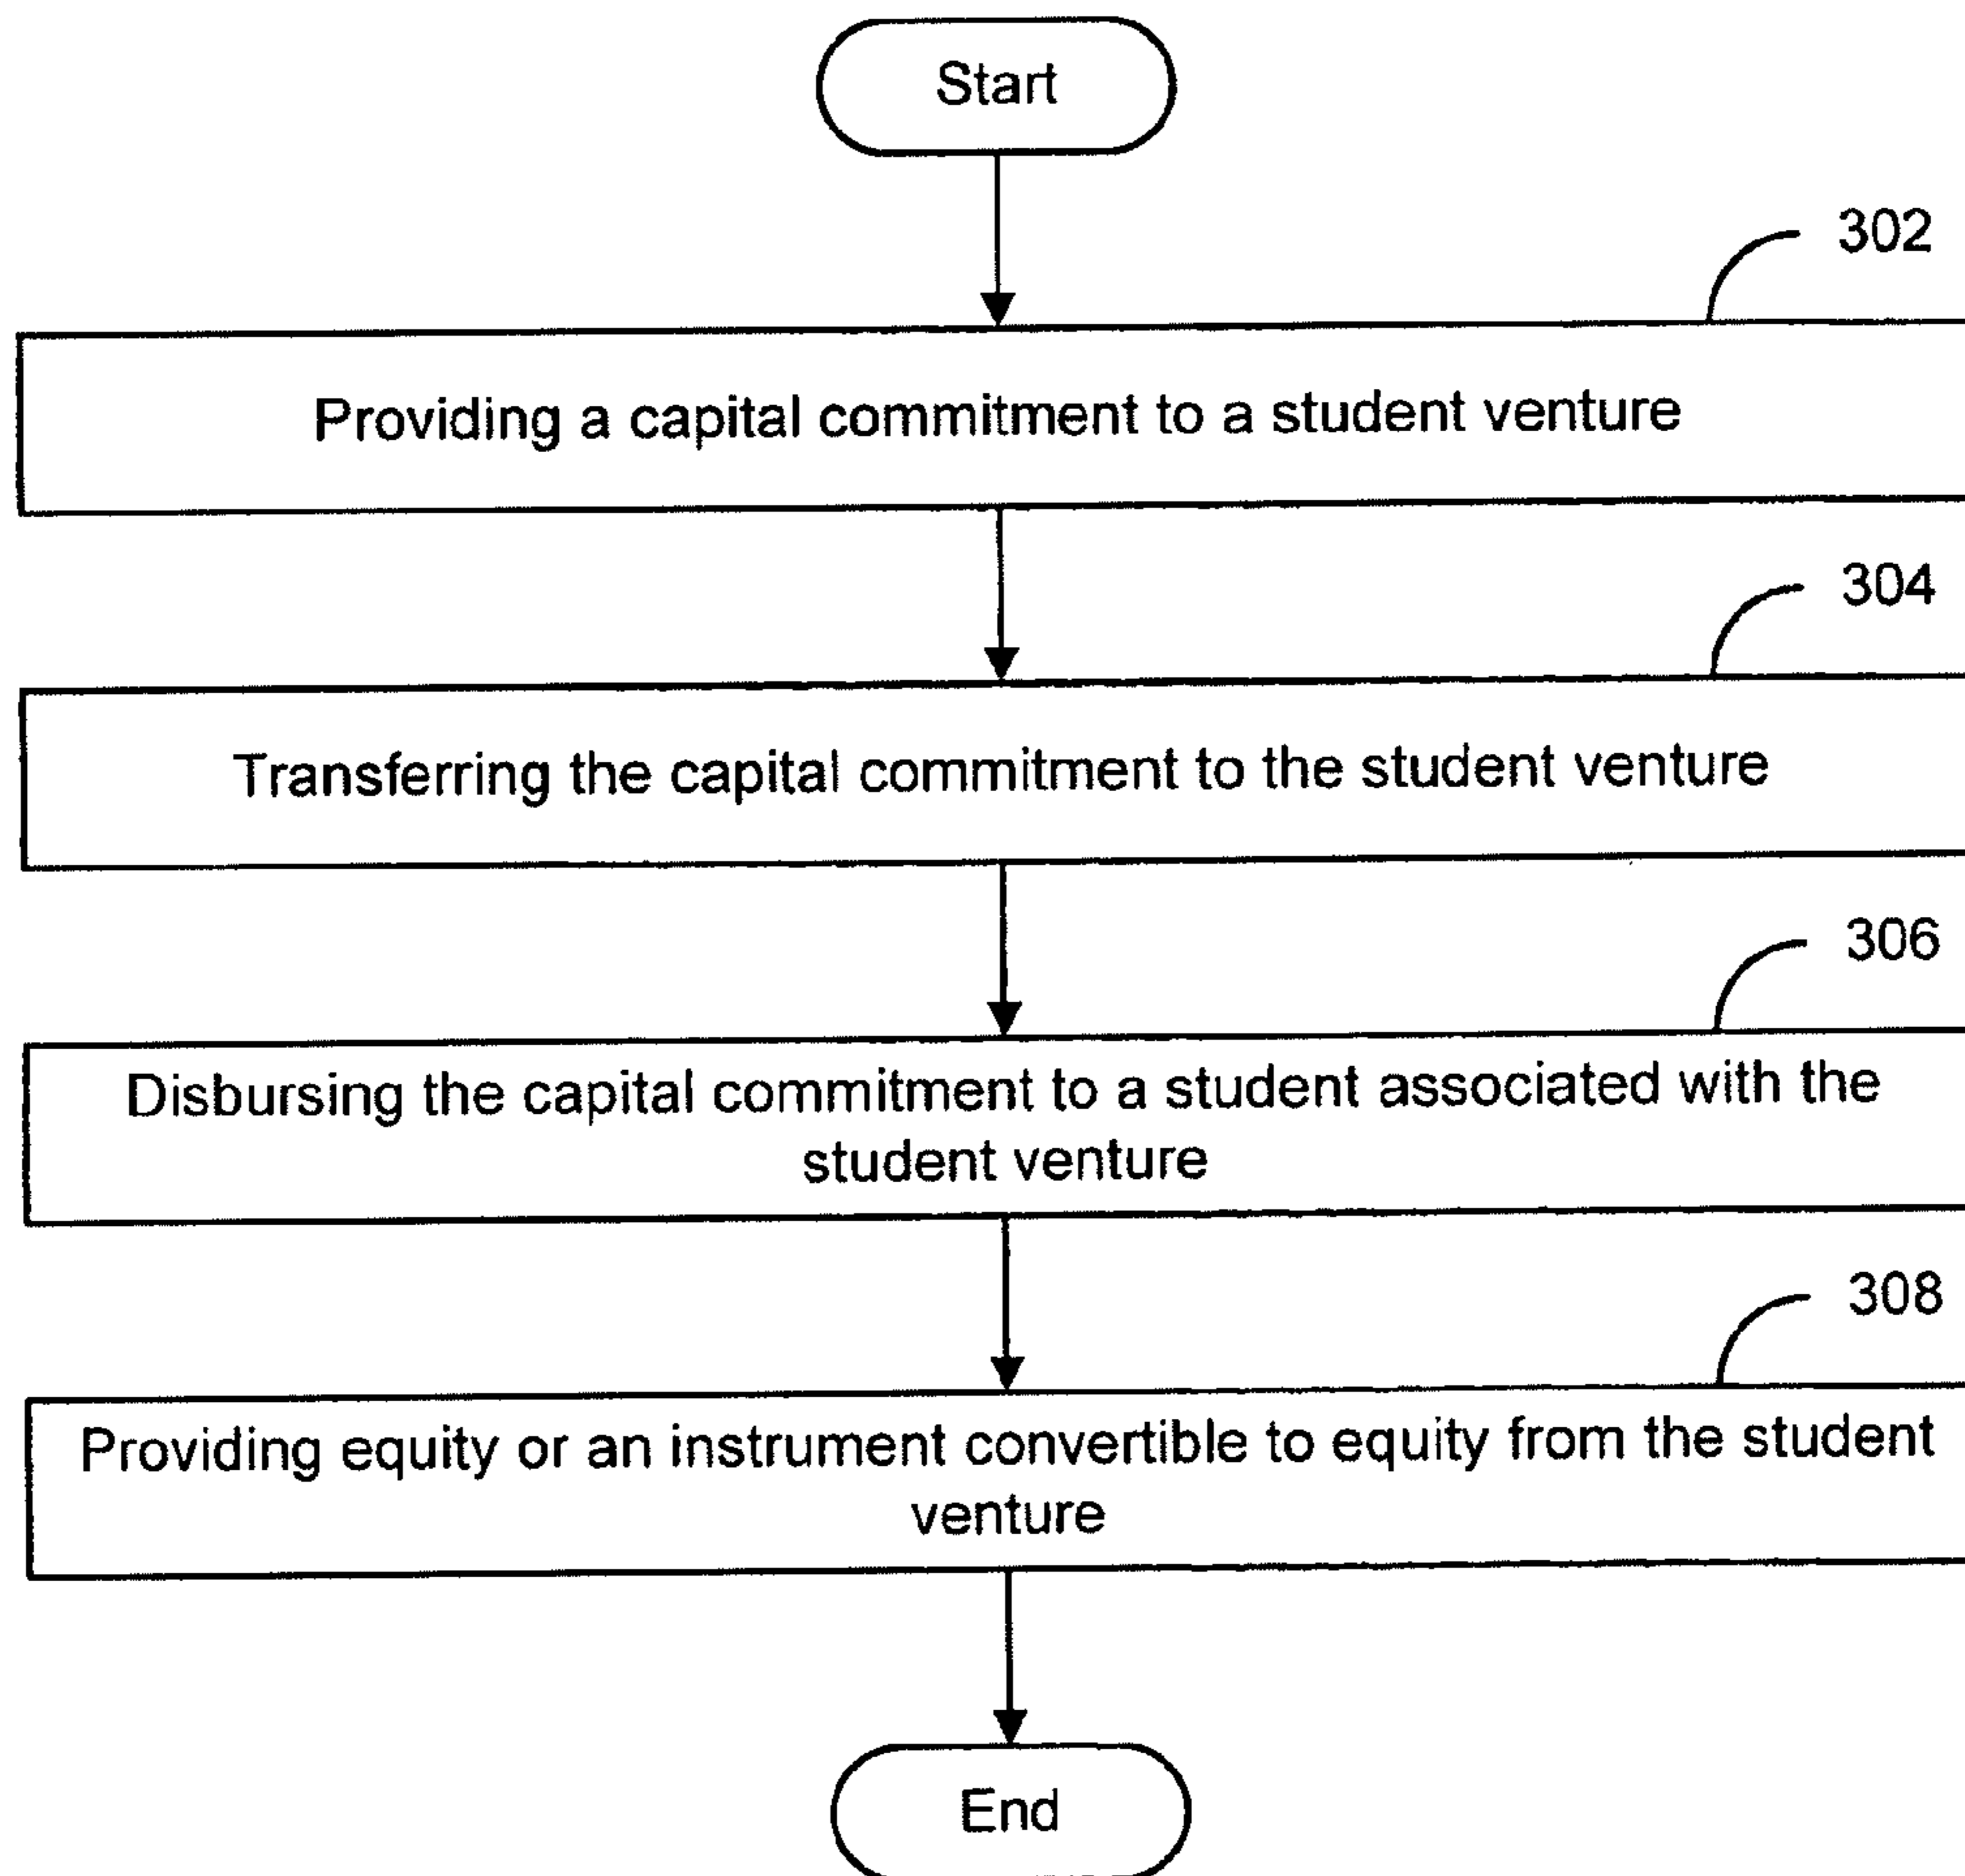 Start
302
Providing a capital commitment to a student venture
304
Transferring the capital commitment to the student venture
306
Disbursing the capital commitment to a student associated with the
student venture
308
Providing equity or an instrument convertible to equity from the student
venture
End